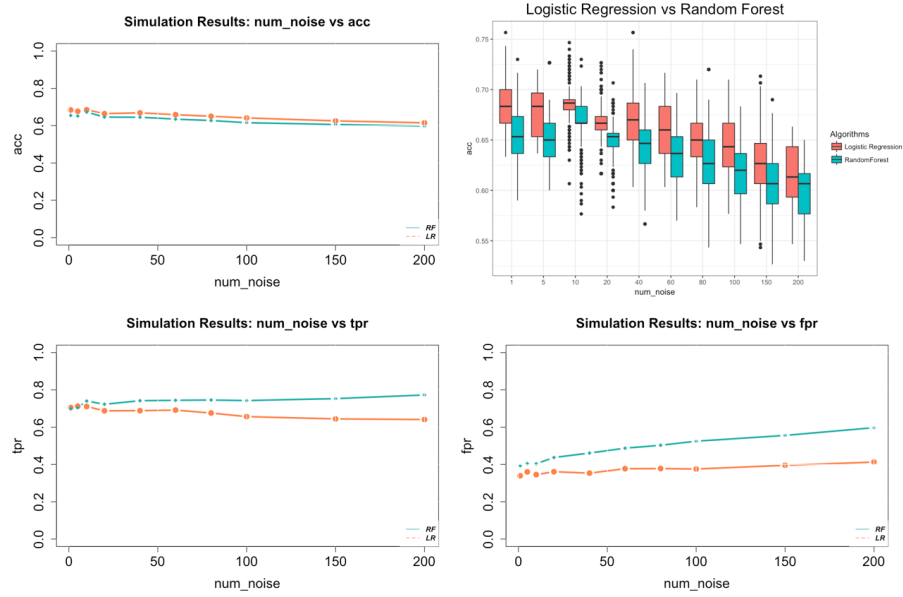 Simulation Results: num_noise vs acc
acc
0.0 0.2 0.4 0.6 0.8 1.0
0 50 100 150 200
num_noise
RF
LR
Logistic Regression vs Random Forest
acc
0.75
0.70
0.65
0.60
0.55
1 5 10 20 40 60 80 100 150 200
num_noise
Algorithms
Logistic Regression
RandomForest
Simulation Results: num_noise vs tpr
tpr
0.0 0.2 0.4 0.6 0.8 1.0
0 50 100 150 200
num_noise
RF
LR
Simulation Results: num_noise vs fpr
fpr
0.0 0.2 0.4 0.6 0.8 1.0
0 50 100 150 200
num_noise
RF
LR